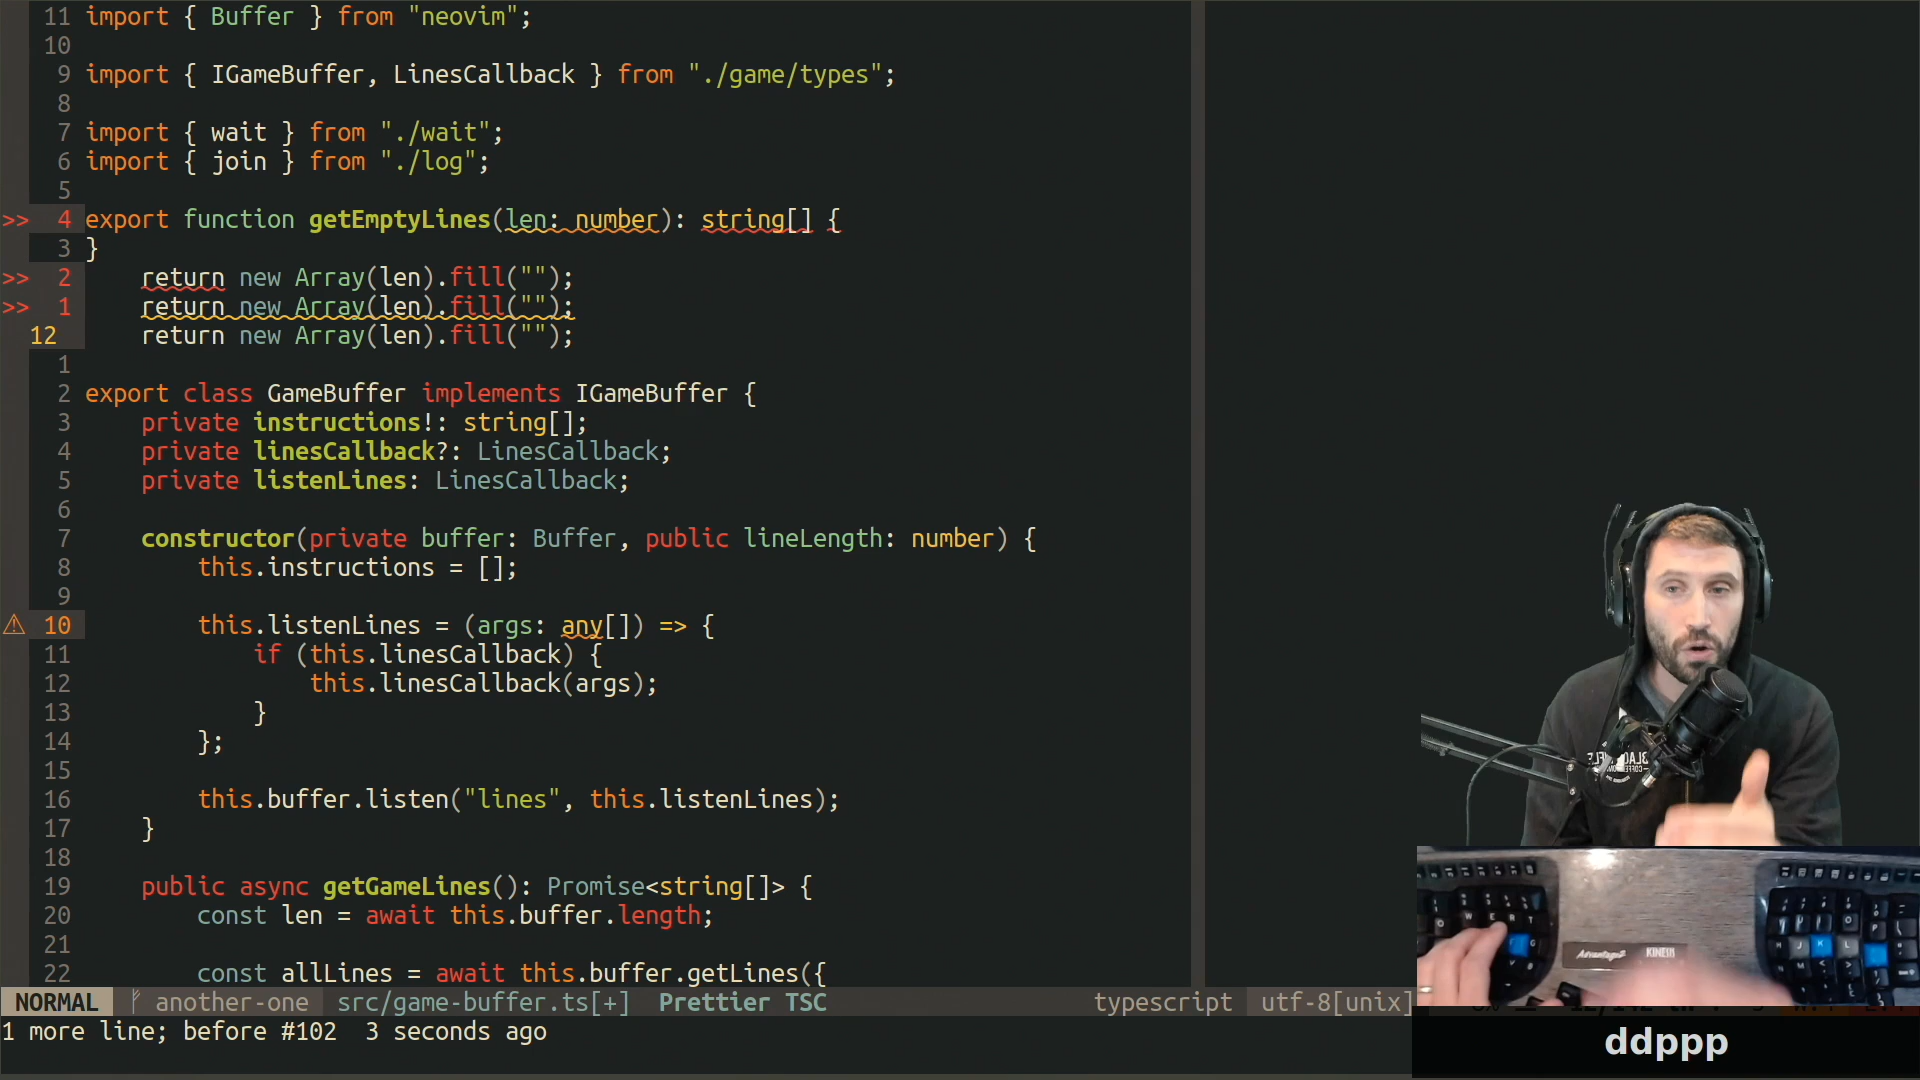 11 import { Buffer } from "neovim";
10
9 import { IGameBuffer, LinesCallback } from "./game/types";
8
7 import { wait } from "./wait";
6 import { join } from "./log";
5
>> 4 export function getEmptyLines(len: number): string[] {
3 }
>> 2 return new Array(len).fill("");
>> 1 return new Array(len).fill("");
12 return new Array(len).fill("");
1
2 export class GameBuffer implements IGameBuffer {
3 private instructions!: string[];
4 private linesCallback?: LinesCallback;
5 private listenLines: LinesCallback;
6
7 constructor(private buffer: Buffer, public lineLength: number) {
8 this.instructions = [];
9
⚠ 10 this.listenLines = (args: any[]) => {
11 if (this.linesCallback) {
12 this.linesCallback(args);
13 }
14 };
15
16 this.buffer.listen("lines", this.listenLines);
17 }
18
19 public async getGameLines(): Promise<string[]> {
20 const len = await this.buffer.length;
21
22 const allLines = await this.buffer.getLines({
NORMAL another-one src/game-buffer.ts[+] Prettier TSC typescript utf-8[unix]
1 more line; before #102 3 seconds ago
ddppp